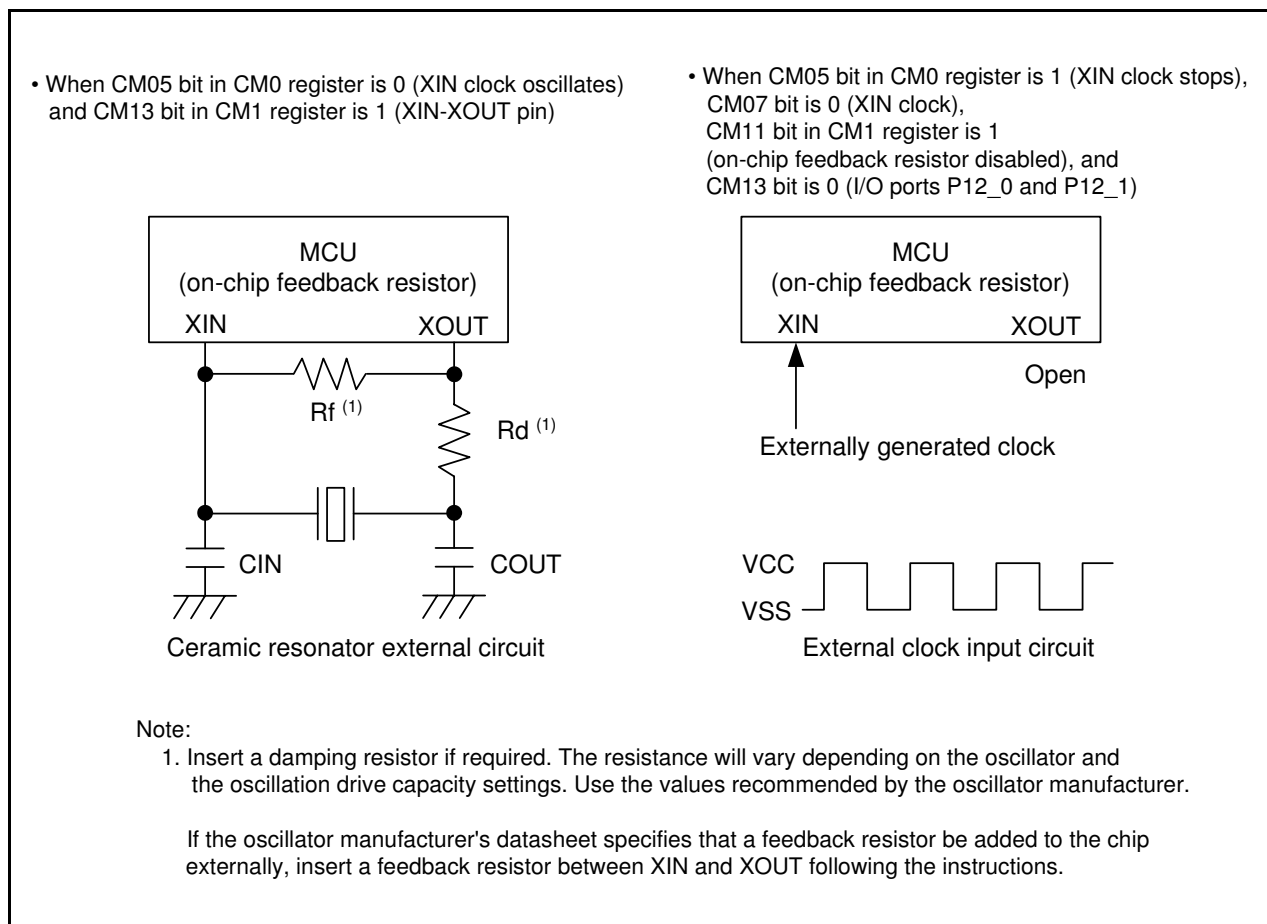 • When CM05 bit in CM0 register is 0 (XIN clock oscillates)
and CM13 bit in CM1 register is 1 (XIN-XOUT pin)
MCU
(on-chip feedback resistor)
XIN
XOUT
Rf (1)
Rd (1)
CIN
COUT
Ceramic resonator external circuit
• When CM05 bit in CM0 register is 1 (XIN clock stops),
CM07 bit is 0 (XIN clock),
CM11 bit in CM1 register is 1
(on-chip feedback resistor disabled), and
CM13 bit is 0 (I/O ports P12_0 and P12_1)
MCU
(on-chip feedback resistor)
XIN
XOUT
Open
Externally generated clock
VCC
VSS
External clock input circuit
Note:
1. Insert a damping resistor if required. The resistance will vary depending on the oscillator and
the oscillation drive capacity settings. Use the values recommended by the oscillator manufacturer.
If the oscillator manufacturer's datasheet specifies that a feedback resistor be added to the chip
externally, insert a feedback resistor between XIN and XOUT following the instructions.